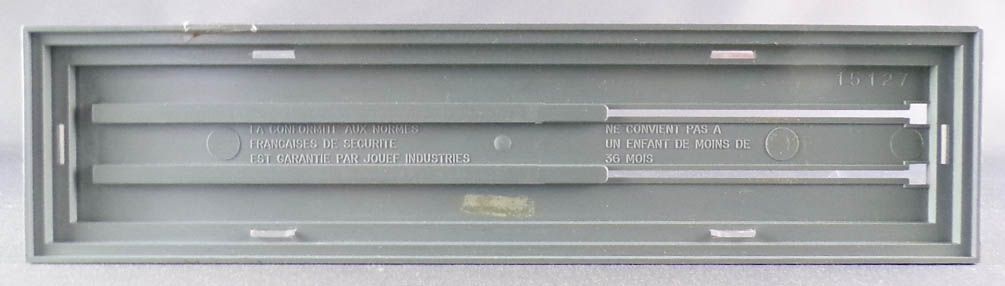 15127
LA CONFORMITE AUX NORMES
FRANCAISES DE SECURITE
EST GARANTIE PAR JOUEF INDUSTRIES
NE CONVIENT PAS A
UN ENFANT DE MOINS DE
36 MOIS